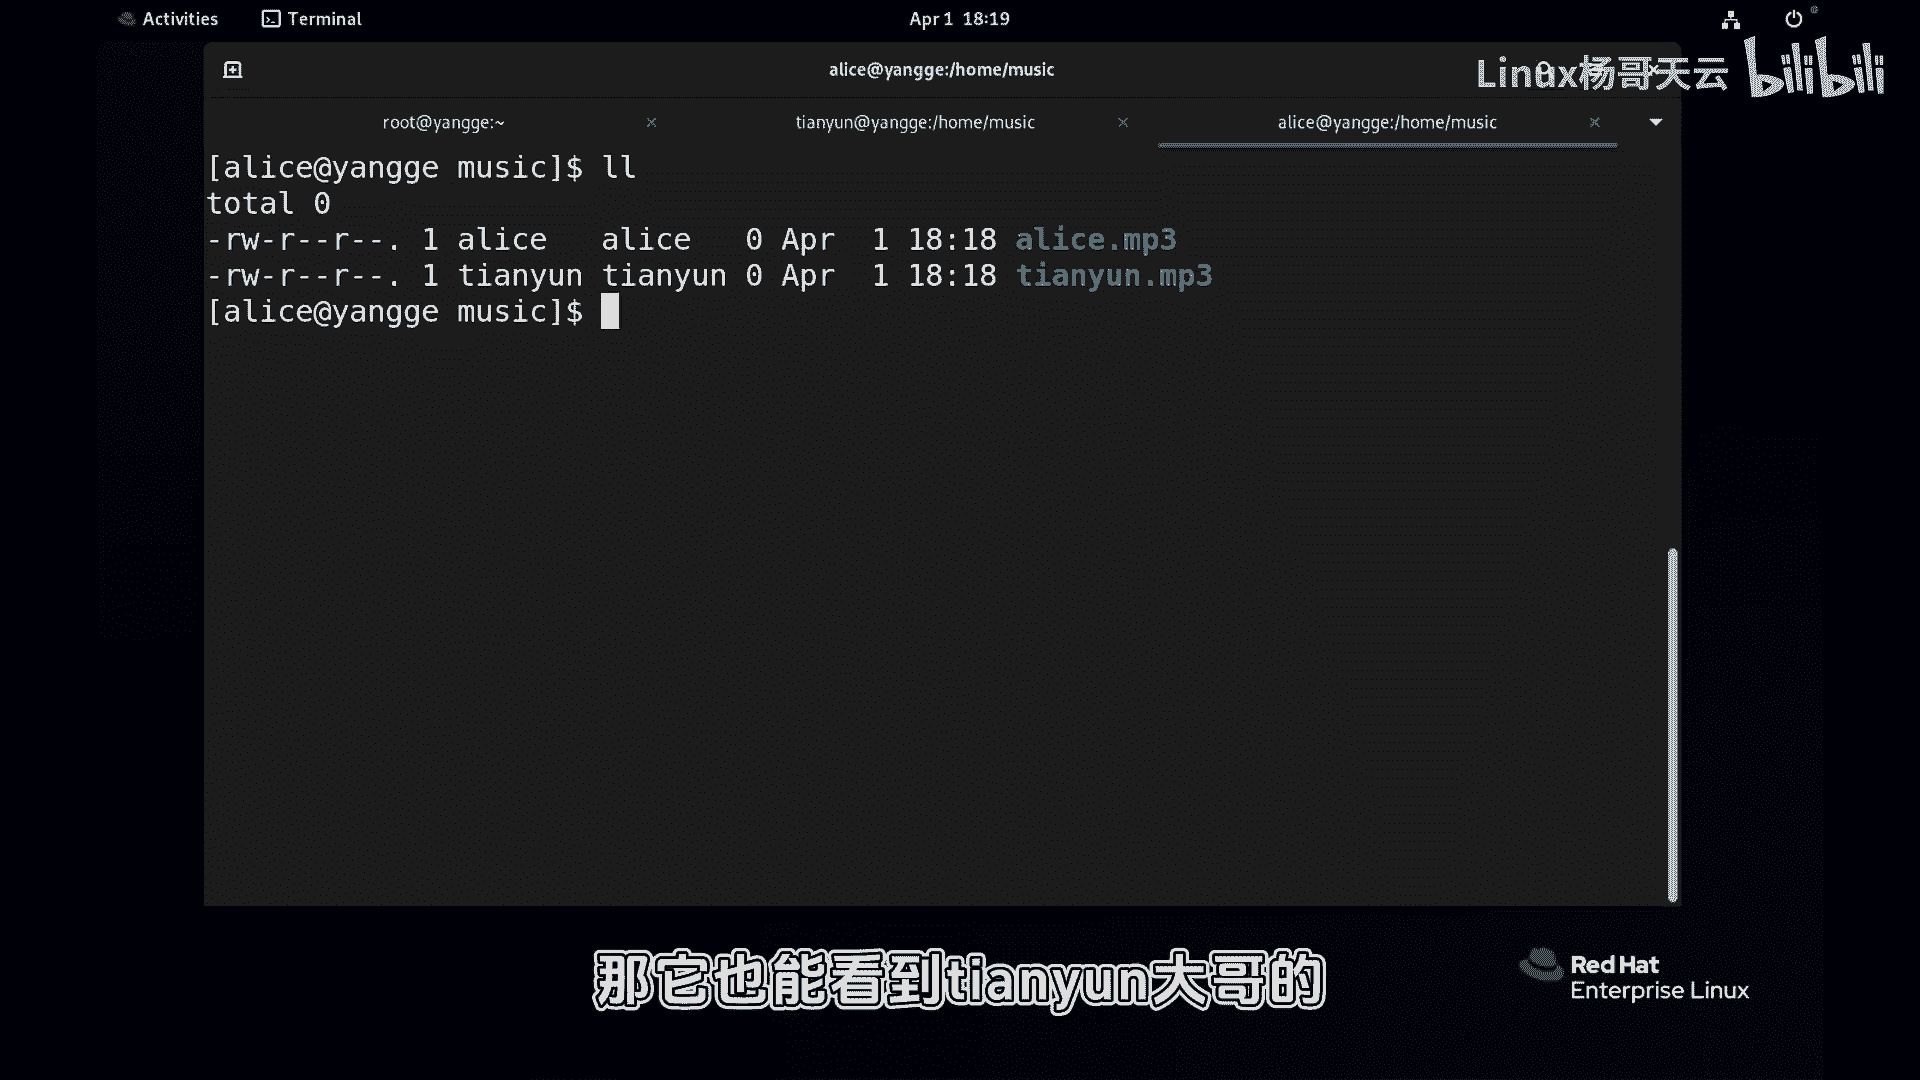 Activities
Terminal
Apr 1 18:19
alice@yangge:/home/music
Linux杨哥天云 bilibili
root@yangge:~
tianyun@yangge:/home/music
alice@yangge:/home/music
[alice@yangge music]$ ll
total 0
-rw-r--r--. 1 alice   alice   0 Apr  1 18:18 alice.mp3
-rw-r--r--. 1 tianyun tianyun 0 Apr  1 18:18 tianyun.mp3
[alice@yangge music]$
那它也能看到tianyun大哥的
Red Hat
Enterprise Linux